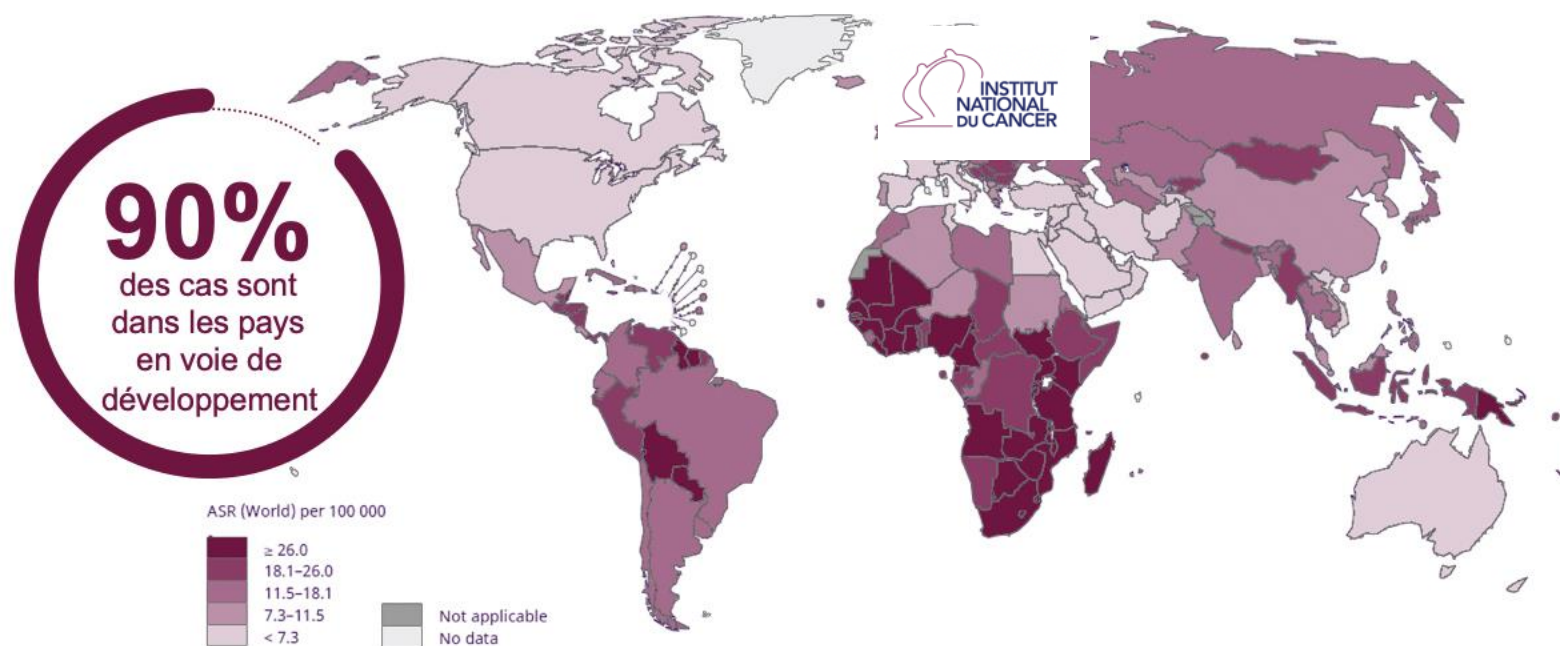 INSTITUT
NATIONAL
DU CANCER
90%
des cas sont
dans les pays
en voie de
développement
ASR (World) per 100 000
≥ 26.0
18.1–26.0
11.5–18.1
7.3–11.5
< 7.3
Not applicable
No data